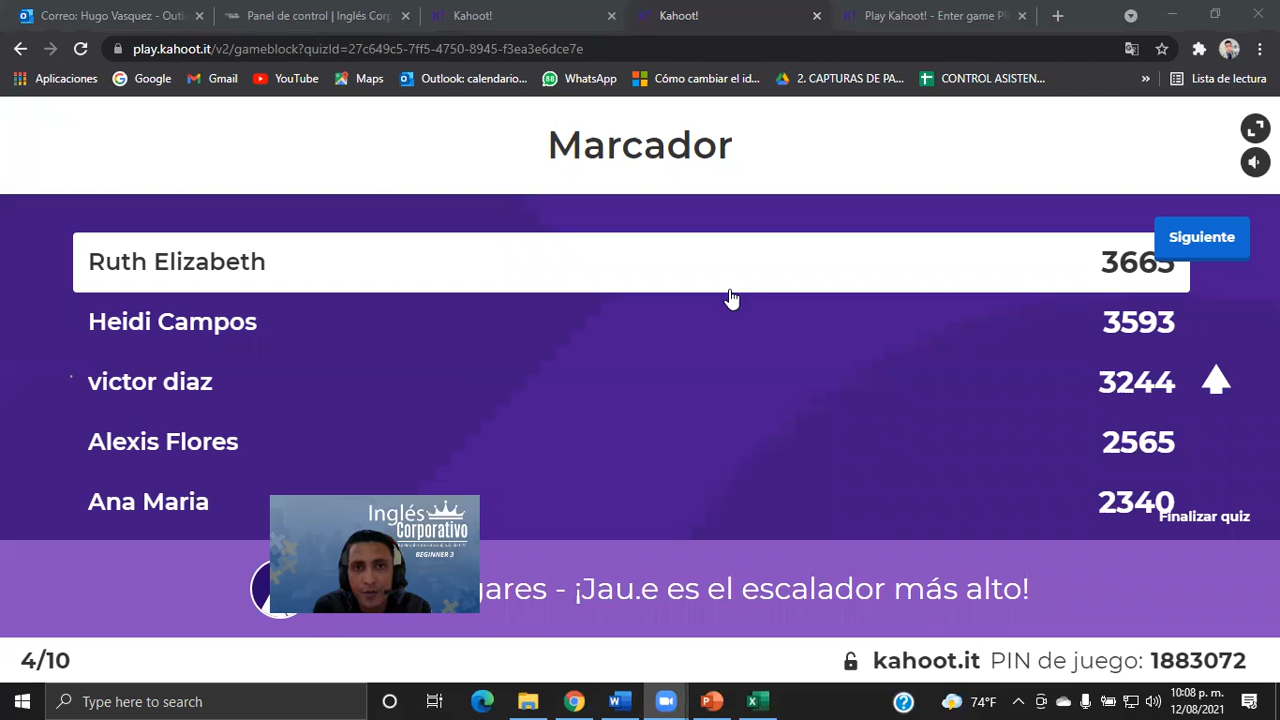 Correo: Hugo Vasquez - Outl
Panel de control | Inglés Corp
Kahoot!
Kahoot!
Play Kahoot! - Enter game P
play.kahoot.it/v2/gameblock?quizId=27c649c5-7ff5-4750-8945-f3ea3e6dce7e
Aplicaciones
Google
Gmail
YouTube
Maps
Outlook: calendario...
WhatsApp
Cómo cambiar el id...
2. CAPTURAS DE PA...
CONTROL ASISTEN...
»
Lista de lectura
Marcador
Siguiente
Ruth Elizabeth 3665
Heidi Campos 3593
victor diaz 3244
Alexis Flores 2565
Ana Maria 2340
Finalizar quiz
Inglés
Corporativo
BEGINNER 3
gares - ¡Jau.e es el escalador más alto!
4/10
kahoot.it PIN de juego: 1883072
Type here to search
74°F
10:08 p. m.
12/08/2021